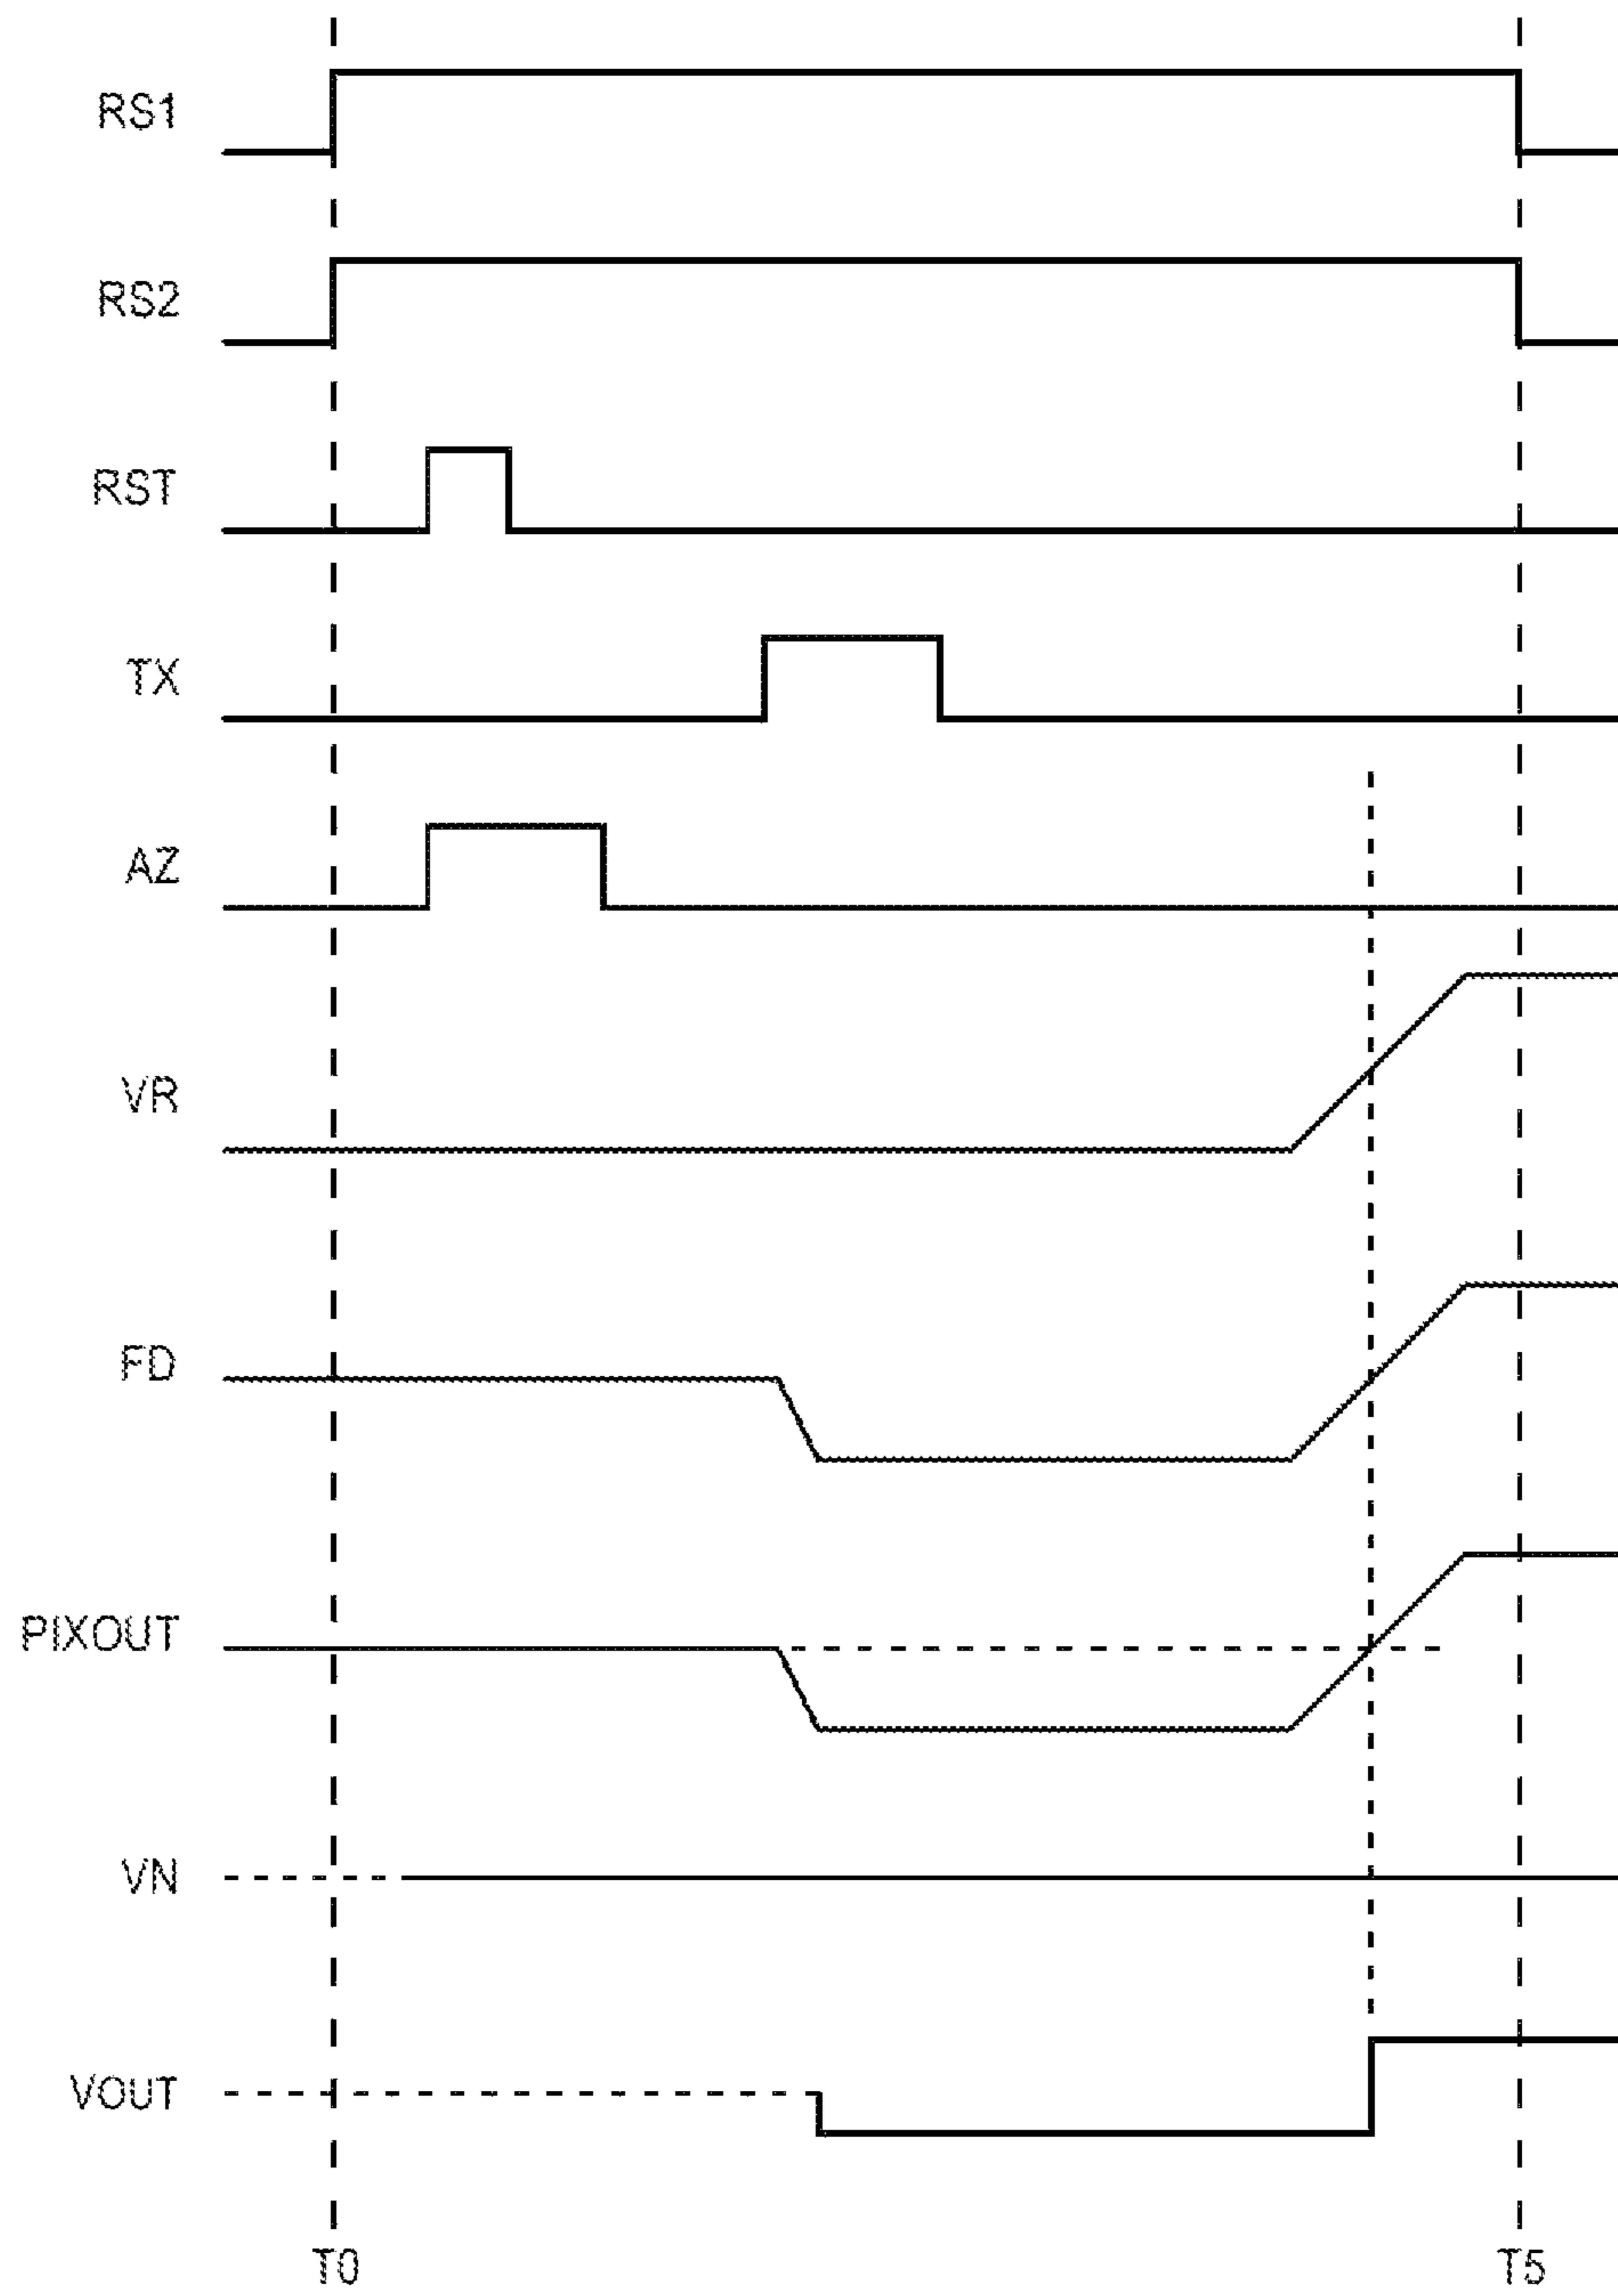 RS1
RS2
RST
TX
AZ
VR
FD
PIXOUT
VN
VOUT
T0 T5